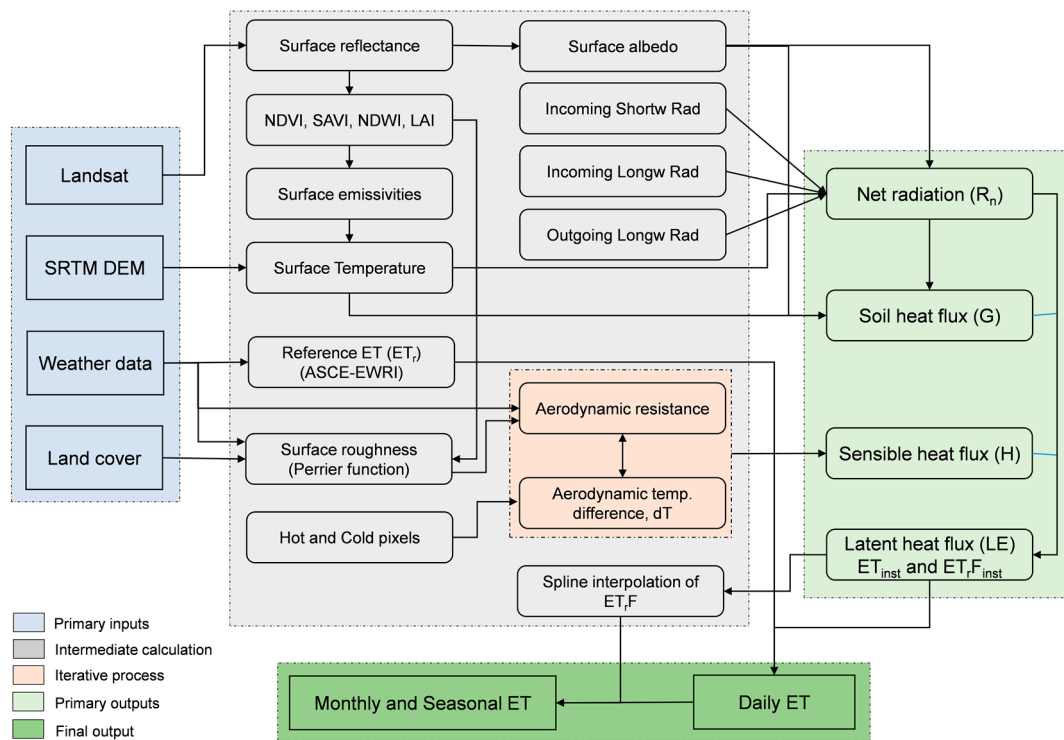 Surface reflectance
Surface albedo
NDVI, SAVI, NDWI, LAI
Incoming Shortw Rad
Landsat
Surface emissivities
Incoming Longw Rad
Net radiation (Rn)
Outgoing Longw Rad
SRTM DEM
Surface Temperature
Soil heat flux (G)
Weather data
Reference ET (ETr)
(ASCE-EWRI)
Aerodynamic resistance
Land cover
Surface roughness
(Perrier function)
Sensible heat flux (H)
Aerodynamic temp.
difference, dT
Hot and Cold pixels
Latent heat flux (LE)
ETinst and ETrFinst
Spline interpolation of
ETrF
Primary inputs
Intermediate calculation
Iterative process
Primary outputs
Final output
Monthly and Seasonal ET
Daily ET